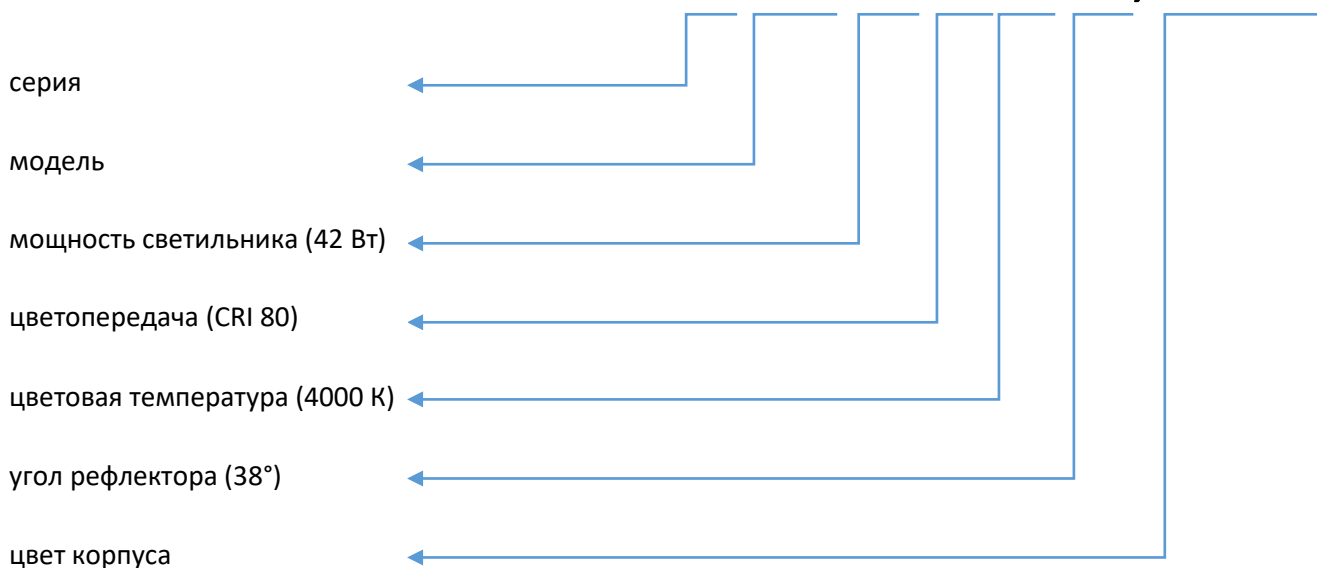 серия
модель
мощность светильника (42 Вт)
цветопередача (CRI 80)
цветовая температура (4000 К)
угол рефлектора (38°)
цвет корпуса